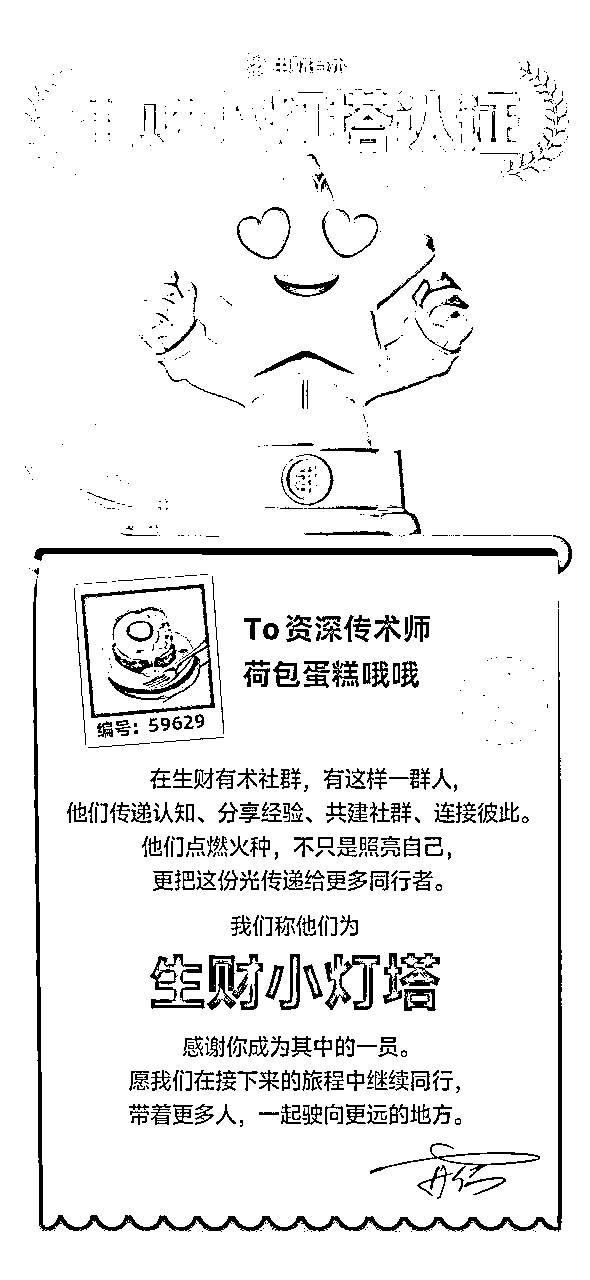 生财有术
生财小灯塔认证
To 资深传术师
荷包蛋糕哦哦
编号：59629
在生财有术社群，有这样一群人，
他们传递认知、分享经验、共建社群、连接彼此。
他们点燃火种，不只是照亮自己，
更把这份光传递给更多同行者。
我们称他们为
生财小灯塔
感谢你成为其中的一员。
愿我们在接下来的旅程中继续同行，
带着更多人，一起驶向更远的地方。